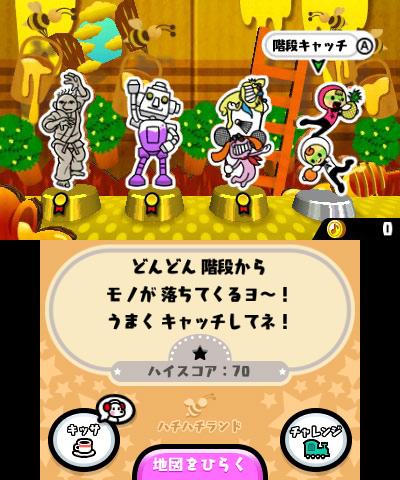 階段キャッチ A
0
どんどん 階段から
モノが 落ちてくるヨ〜！
うまく キャッチしてネ！
ハイスコア：70
キッサ
ハチハチランド
チャレンジ
地図をひらく